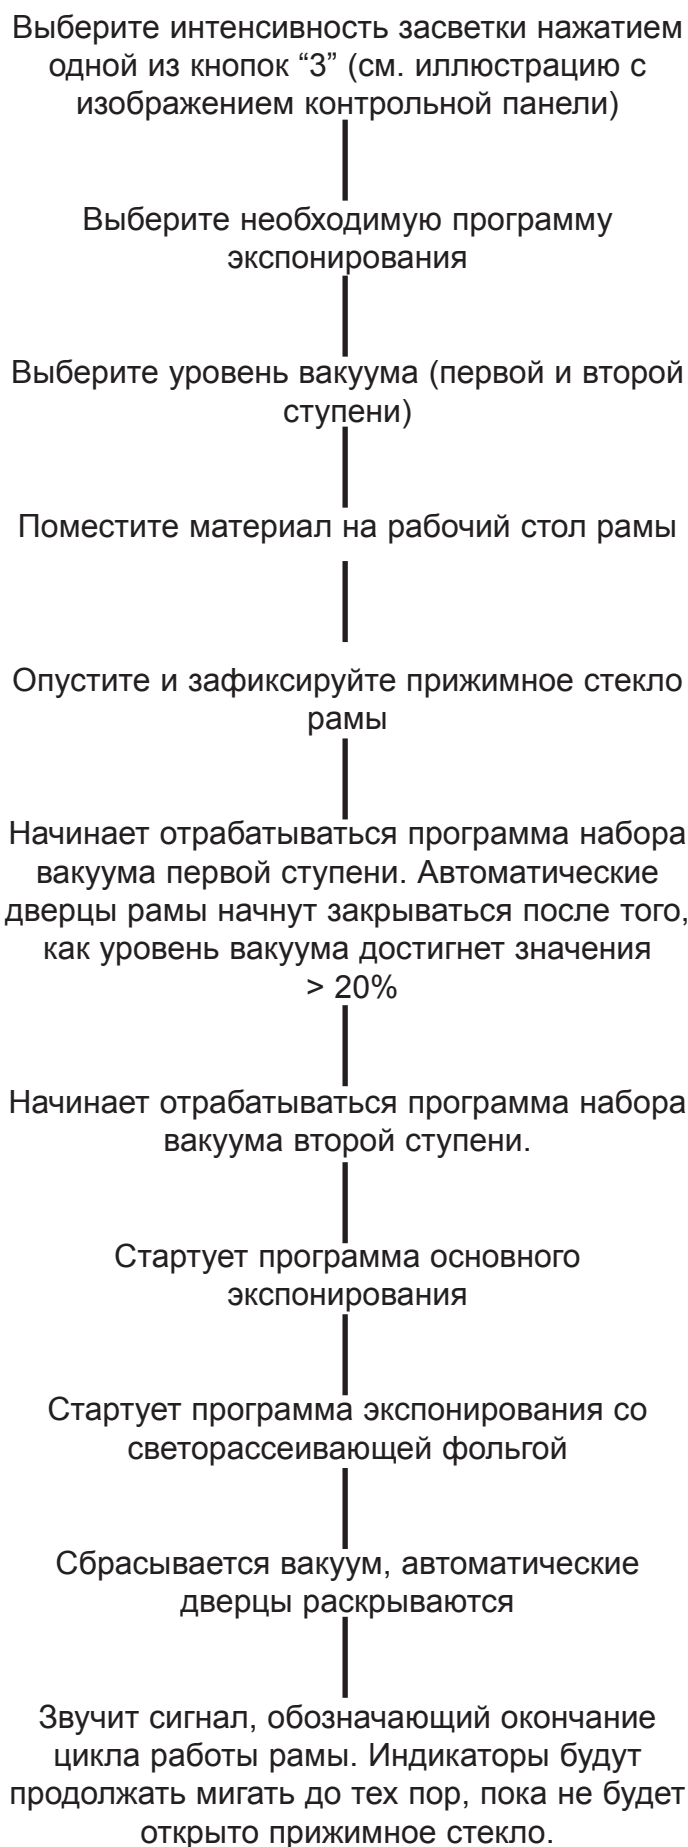 Выберите интенсивность засветки нажатием
одной из кнопок “3” (см. иллюстрацию с
изображением контрольной панели)
Выберите необходимую программу
экспонирования
Выберите уровень вакуума (первой и второй
ступени)
Поместите материал на рабочий стол рамы
Опустите и зафиксируйте прижимное стекло
рамы
Начинает отрабатываться программа набора
вакуума первой ступени. Автоматические
дверцы рамы начнут закрываться после того,
как уровень вакуума достигнет значения
> 20%
Начинает отрабатываться программа набора
вакуума второй ступени.
Стартует программа основного
экспонирования
Стартует программа экспонирования со
светорассеивающей фольгой
Сбрасывается вакуум, автоматические
дверцы раскрываются
Звучит сигнал, обозначающий окончание
цикла работы рамы. Индикаторы будут
продолжать мигать до тех пор, пока не будет
открыто прижимное стекло.